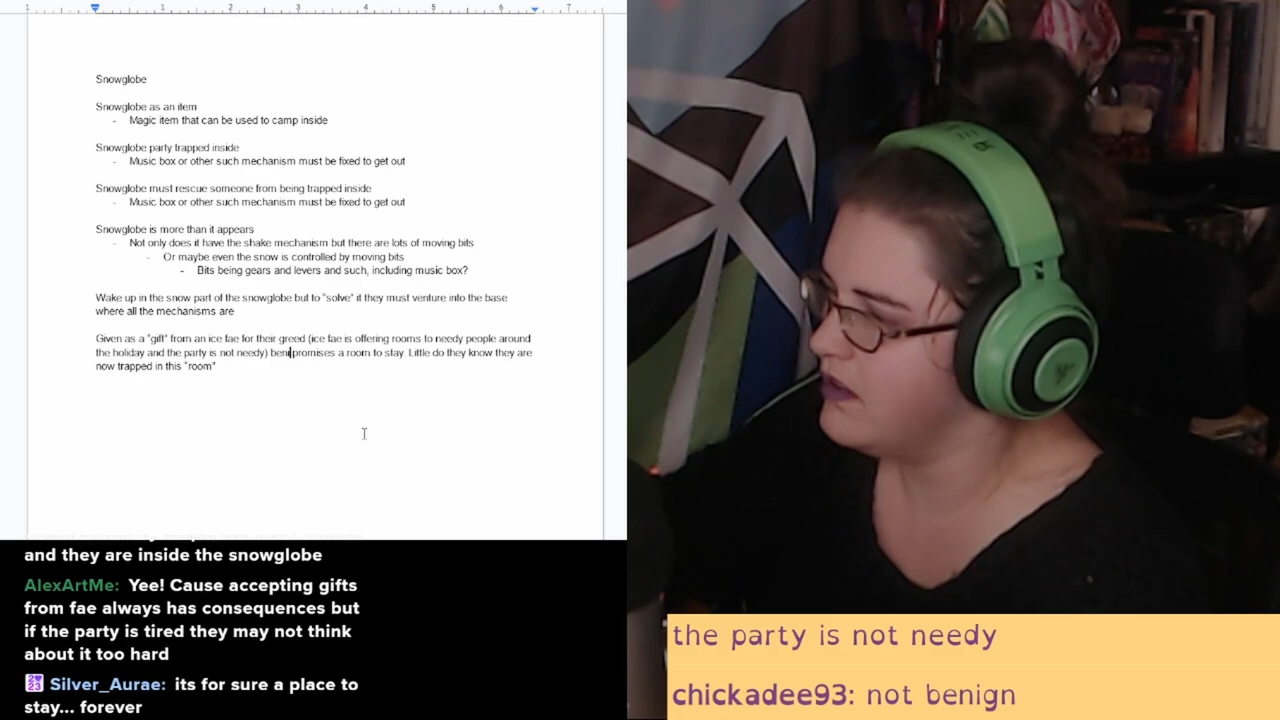 Snowglobe
Snowglobe as an item
- Magic item that can be used to camp inside
Snowglobe party trapped inside
- Music box or other such mechanism must be fixed to get out
Snowglobe must rescue someone from being trapped inside
- Music box or other such mechanism must be fixed to get out
Snowglobe is more than it appears
- Not only does it have the shake mechanism but there are lots of moving bits
- Or maybe even the snow is controlled by moving bits
- Bits being gears and levers and such, including music box?
Wake up in the snow part of the snowglobe but to "solve" it they must venture into the base
where all the mechanisms are
Given as a "gift" from an ice fae for their greed (ice fae is offering rooms to needy people around
the holiday and the party is not needy) beni promises a room to stay. Little do they know they are
now trapped in this "room"
and they are inside the snowglobe
AlexArtMe: Yee! Cause accepting gifts
from fae always has consequences but
if the party is tired they may not think
about it too hard
Silver_Aurae: its for sure a place to
stay... forever
the party is not needy
chickadee93: not benign